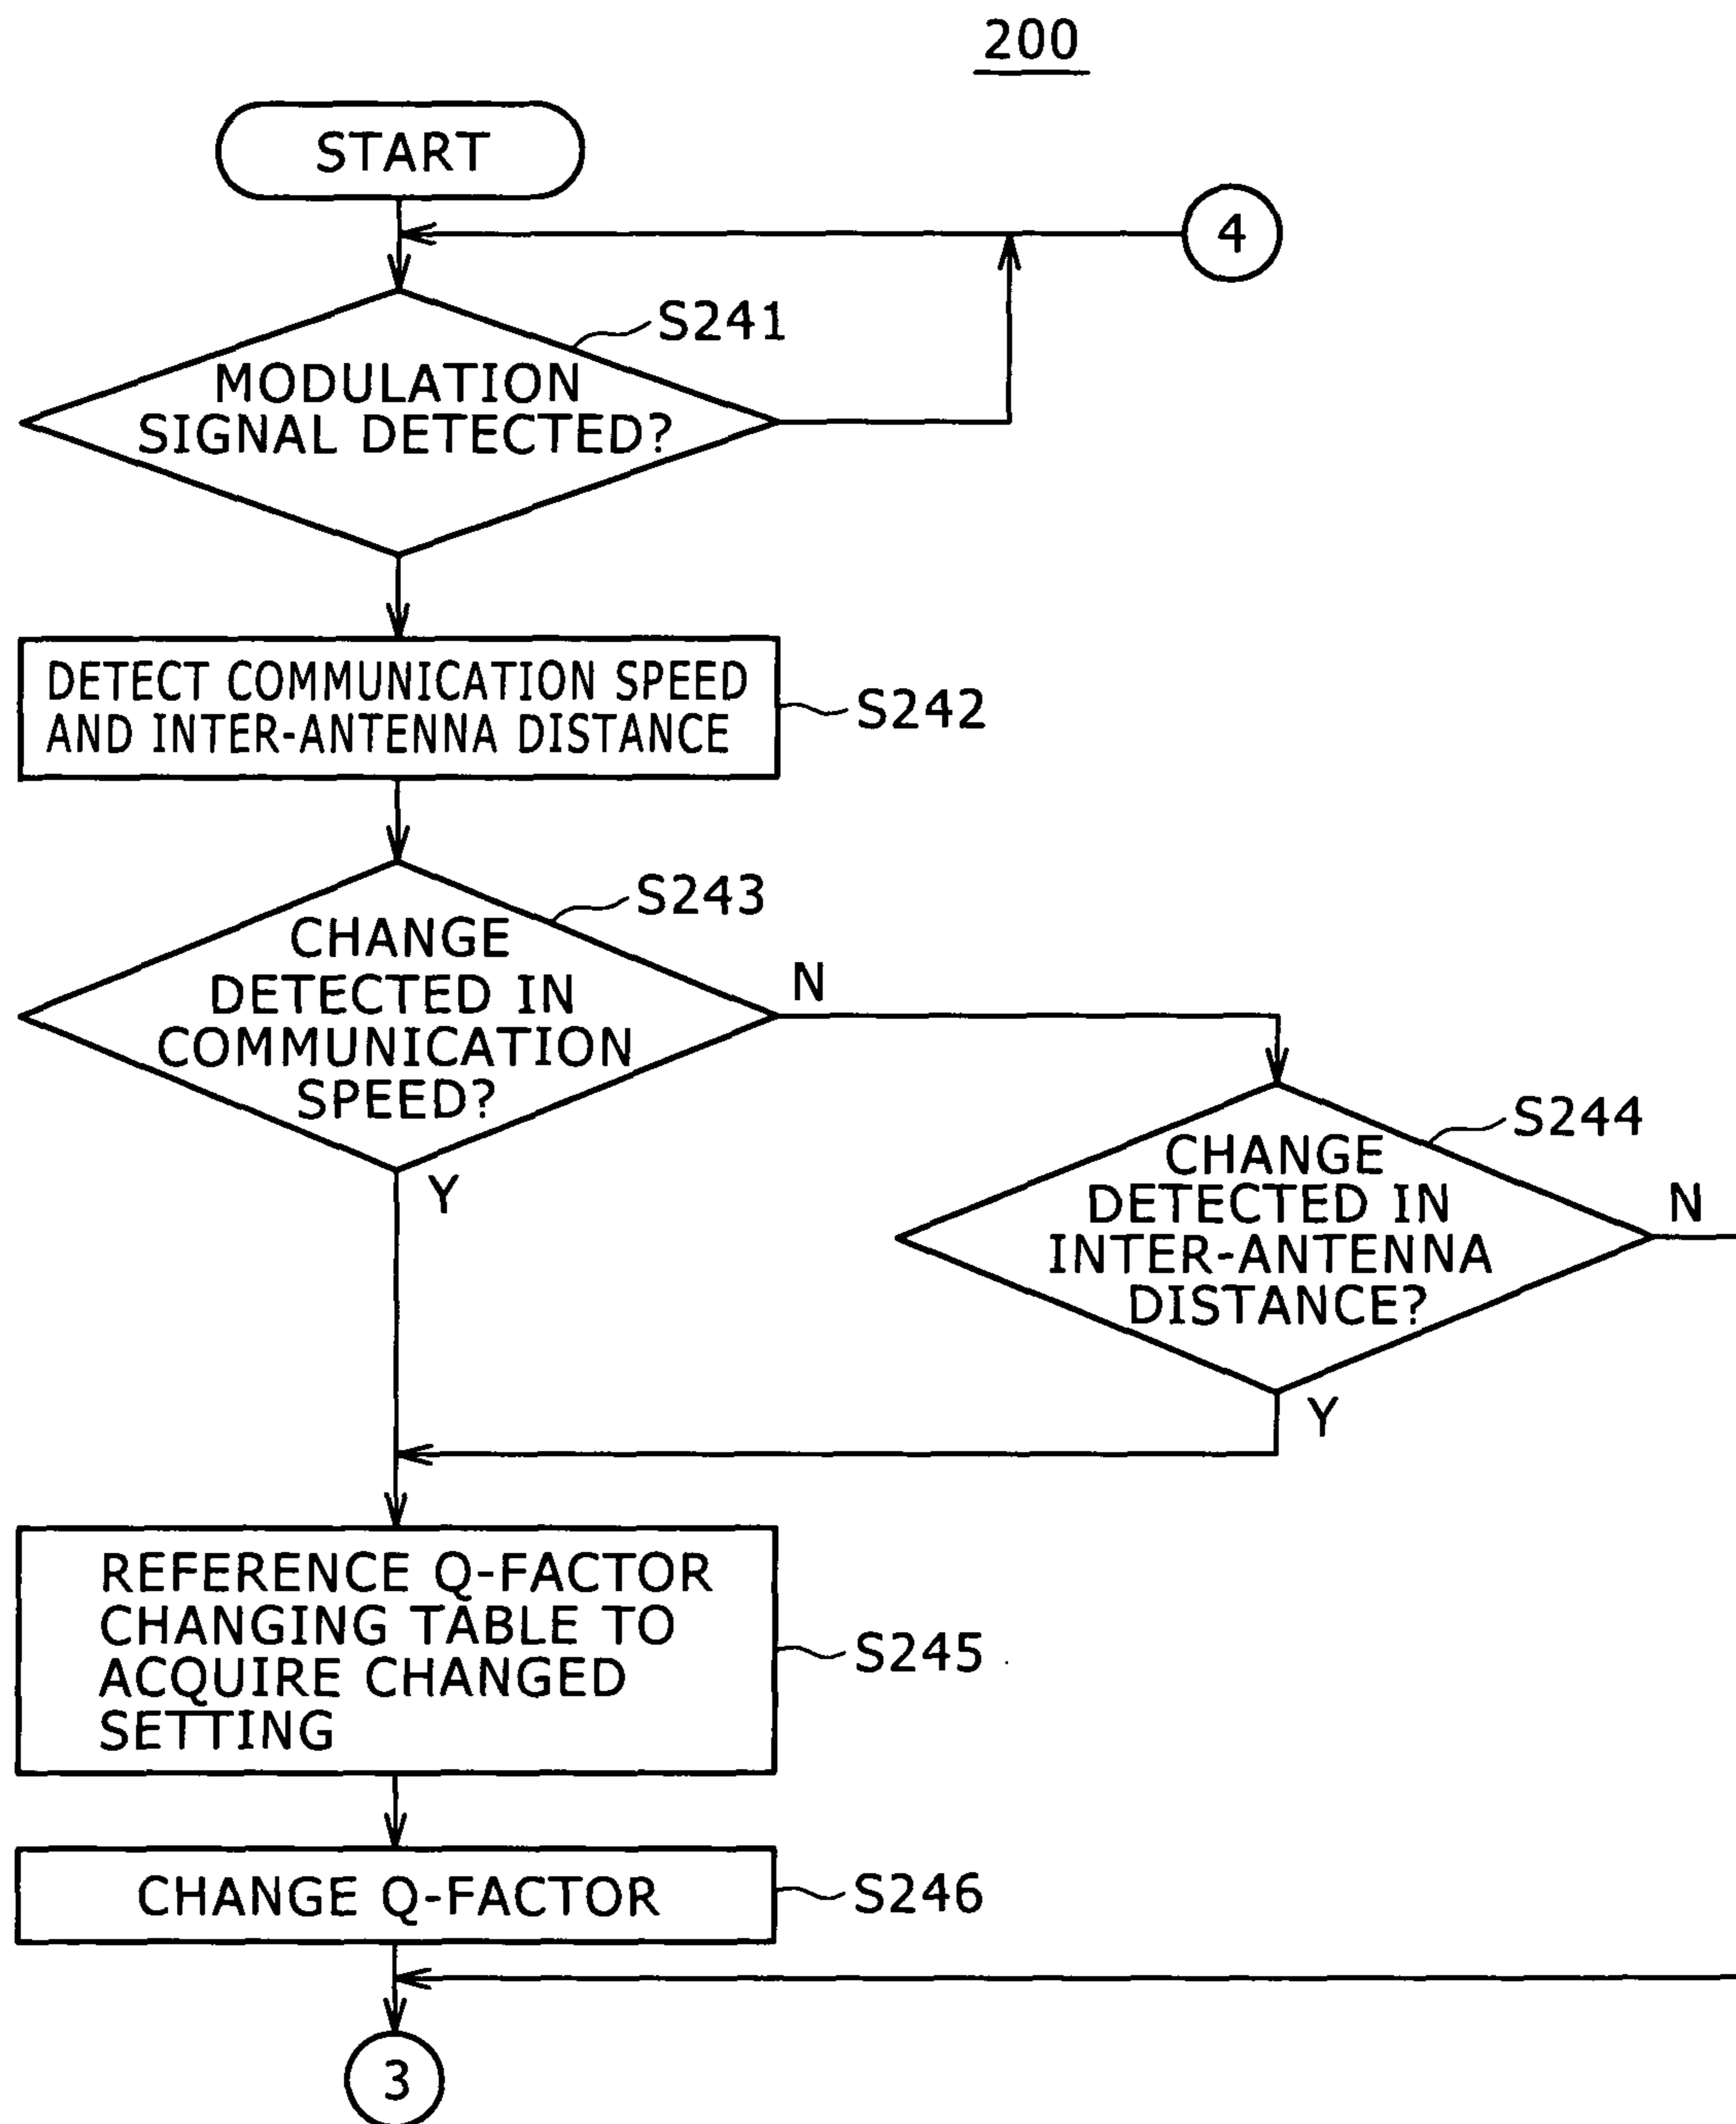 200
START
4
S241
MODULATION
SIGNAL DETECTED?
DETECT COMMUNICATION SPEED
AND INTER-ANTENNA DISTANCE
S242
S243
CHANGE
DETECTED IN
COMMUNICATION
SPEED?
N
Y
S244
CHANGE
DETECTED IN
INTER-ANTENNA
DISTANCE?
N
Y
REFERENCE Q-FACTOR
CHANGING TABLE TO
ACQUIRE CHANGED
SETTING
S245
CHANGE Q-FACTOR
S246
3